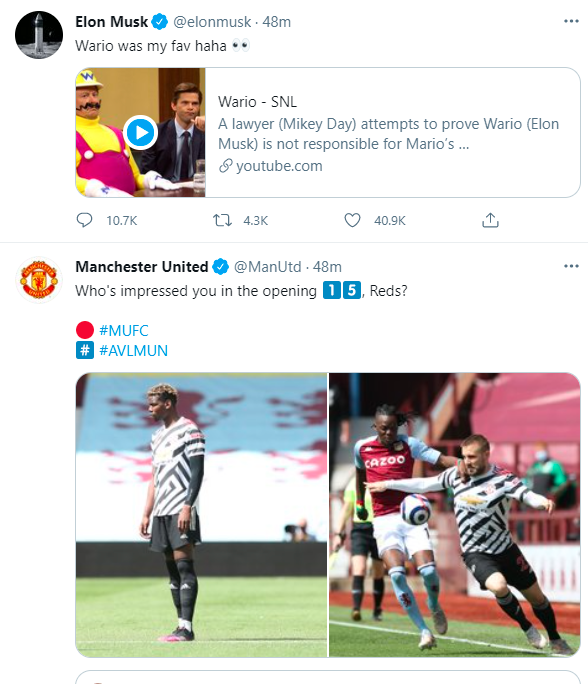 Elon Musk @elonmusk · 48m
Wario was my fav haha 👀
W
Wario - SNL
A lawyer (Mikey Day) attempts to prove Wario (Elon
Musk) is not responsible for Mario's ...
youtube.com
10.7K 4.3K 40.9K
Manchester United @ManUtd · 48m
Who's impressed you in the opening 1️⃣5️⃣, Reds?
🔴 #MUFC
#️⃣ #AVLMUN
CAZOO